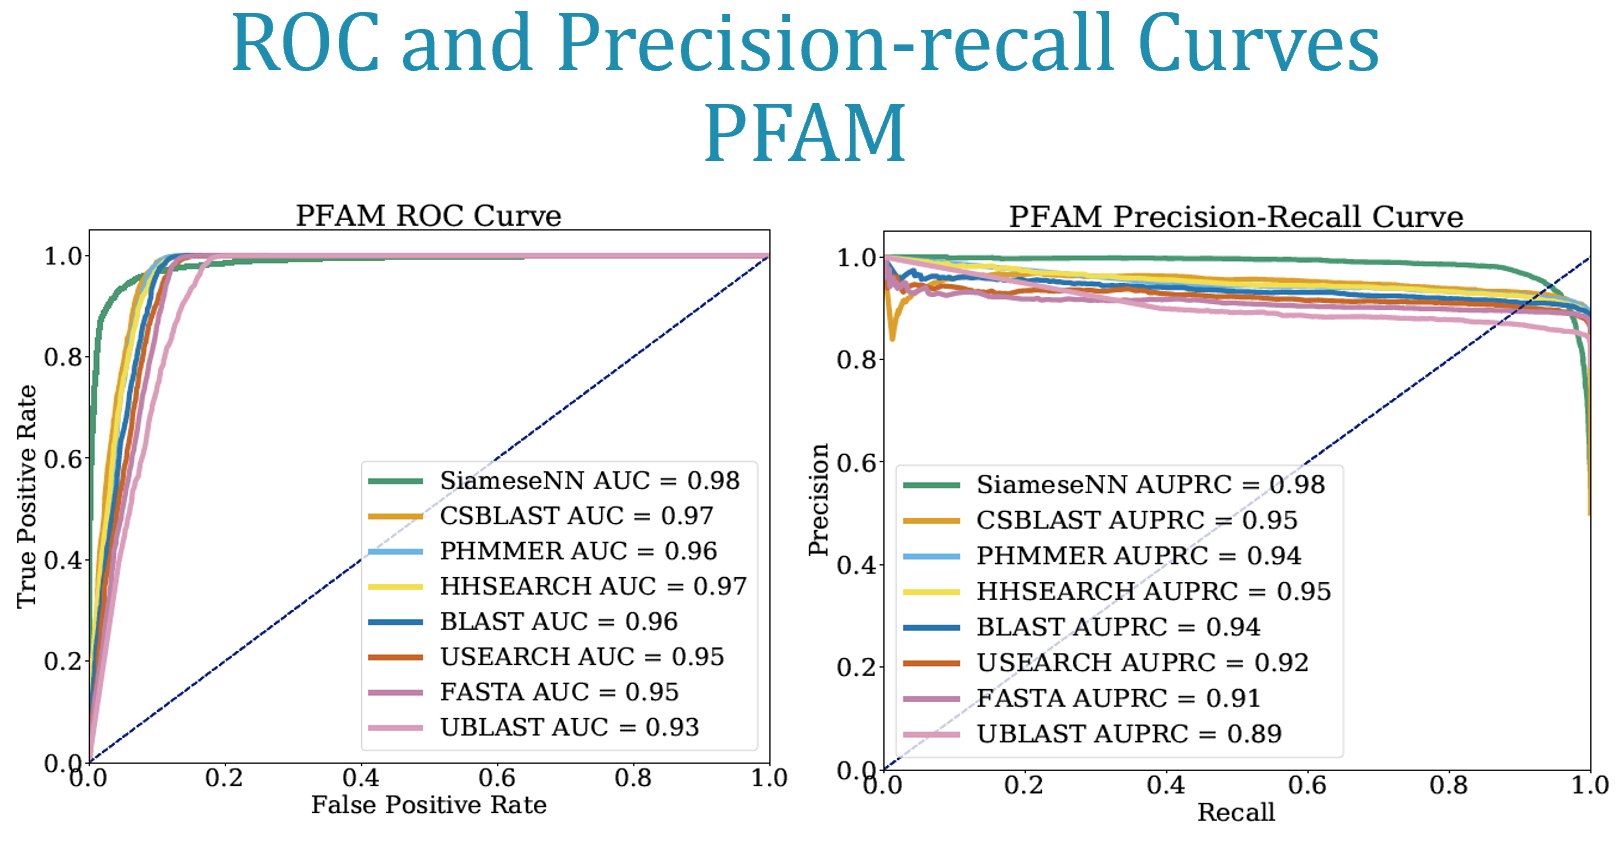 ROC and Precision-recall Curves
PFAM
PFAM ROC Curve
True Positive Rate
1.0
0.8
0.6
0.4
0.2
0.0
0.0 0.2 0.4 0.6 0.8 1.0
False Positive Rate
SiameseNN AUC = 0.98
CSBLAST AUC = 0.97
PHMMER AUC = 0.96
HHSEARCH AUC = 0.97
BLAST AUC = 0.96
USEARCH AUC = 0.95
FASTA AUC = 0.95
UBLAST AUC = 0.93
PFAM Precision-Recall Curve
Precision
1.0
0.8
0.6
0.4
0.2
0.0
0.0 0.2 0.4 0.6 0.8 1.0
Recall
SiameseNN AUPRC = 0.98
CSBLAST AUPRC = 0.95
PHMMER AUPRC = 0.94
HHSEARCH AUPRC = 0.95
BLAST AUPRC = 0.94
USEARCH AUPRC = 0.92
FASTA AUPRC = 0.91
UBLAST AUPRC = 0.89